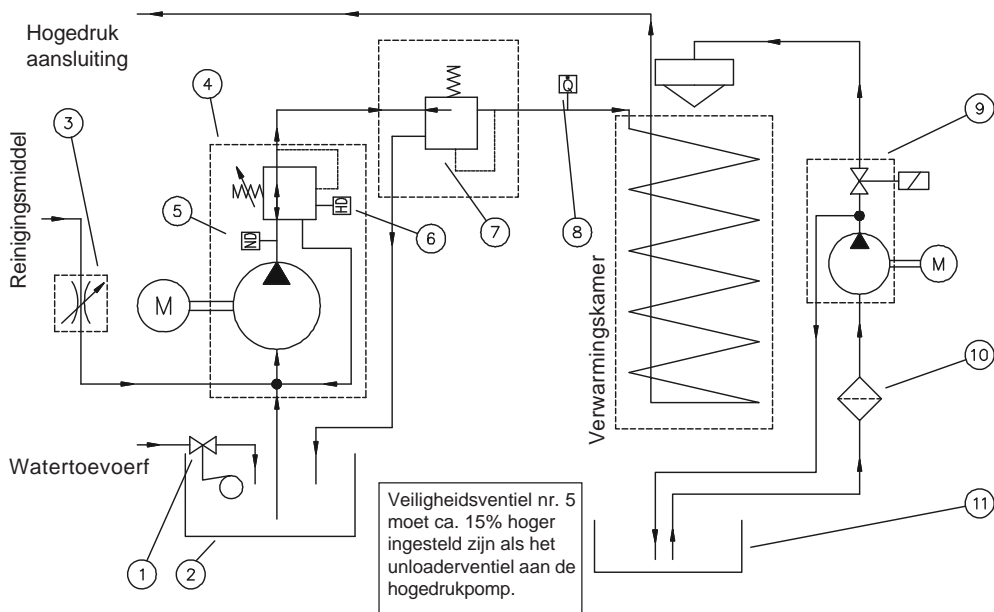 Hogedruk
aansluiting
4
3
9
Q
Reinigingsmiddel
5
HD
6
7
8
ND
M
M
10
Verwarmingskamer
Watertoevoerf
Veiligheidsventiel nr. 5
moet ca. 15% hoger
ingesteld zijn als het
unloaderventiel aan de
hogedrukpomp.
11
1
2